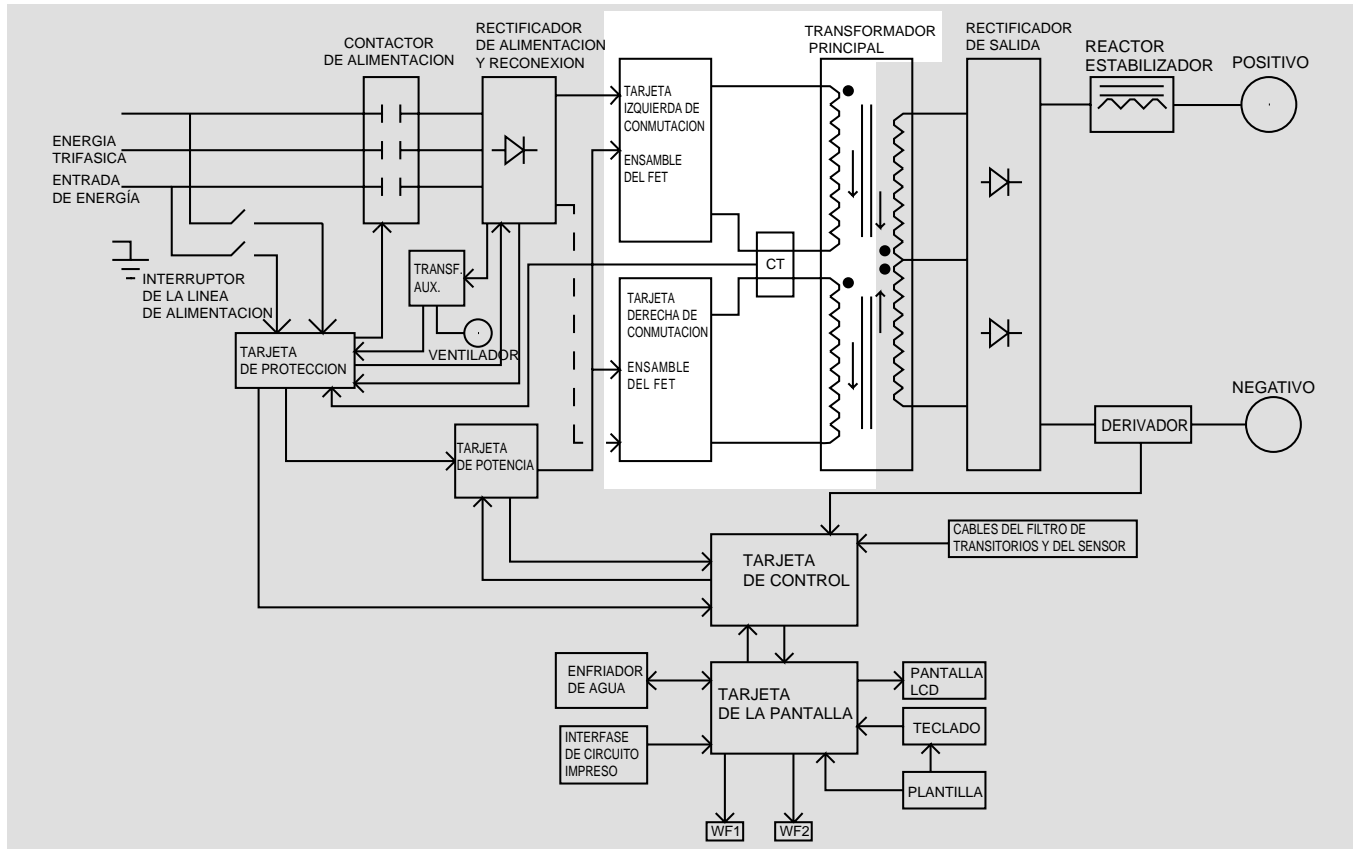 CONTACTOR
DE ALIMENTACION
RECTIFICADOR
DE ALIMENTACION
Y RECONEXION
TRANSFORMADOR
PRINCIPAL
RECTIFICADOR
DE SALIDA
REACTOR
ESTABILIZADOR
POSITIVO
ENERGIA
TRIFASICA
ENTRADA
DE ENERGÍA
TARJETA
IZQUIERDA DE
CONMUTACION
ENSAMBLE
DEL FET
INTERRUPTOR
DE LA LINEA
DE ALIMENTACION
TRANSF.
AUX.
CT
VENTILADOR
TARJETA
DERECHA DE
CONMUTACION
ENSAMBLE
DEL FET
TARJETA
DE PROTECCION
NEGATIVO
DERIVADOR
TARJETA
DE POTENCIA
CABLES DEL FILTRO DE
TRANSITORIOS Y DEL SENSOR
TARJETA
DE CONTROL
ENFRIADOR
DE AGUA
TARJETA
DE LA PANTALLA
PANTALLA
LCD
TECLADO
INTERFASE
DE CIRCUITO
IMPRESO
PLANTILLA
WF1
WF2